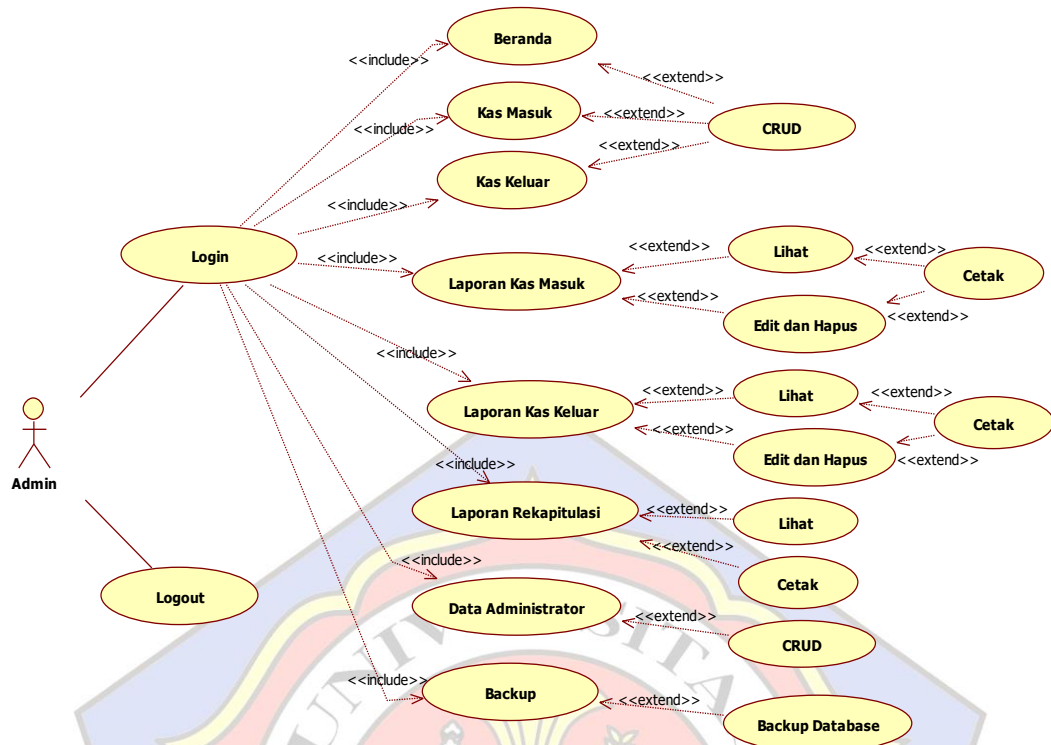 Beranda
<<include>>
<<extend>>
Kas Masuk
<<include>>
<<extend>>
CRUD
<<extend>>
Kas Keluar
<<include>>
Login
<<include>>
<<extend>>
Lihat
<<extend>>
Laporan Kas Masuk
Cetak
<<extend>>
Edit dan Hapus
<<extend>>
<<include>>
<<extend>>
Lihat
<<extend>>
Laporan Kas Keluar
Cetak
<<extend>>
Edit dan Hapus
<<extend>>
Admin
<<include>>
Laporan Rekapitulasi
<<extend>>
Lihat
<<extend>>
<<include>>
Cetak
Logout
Data Administrator
<<extend>>
CRUD
<<include>>
Backup
<<extend>>
Backup Database
UNIVERSITA